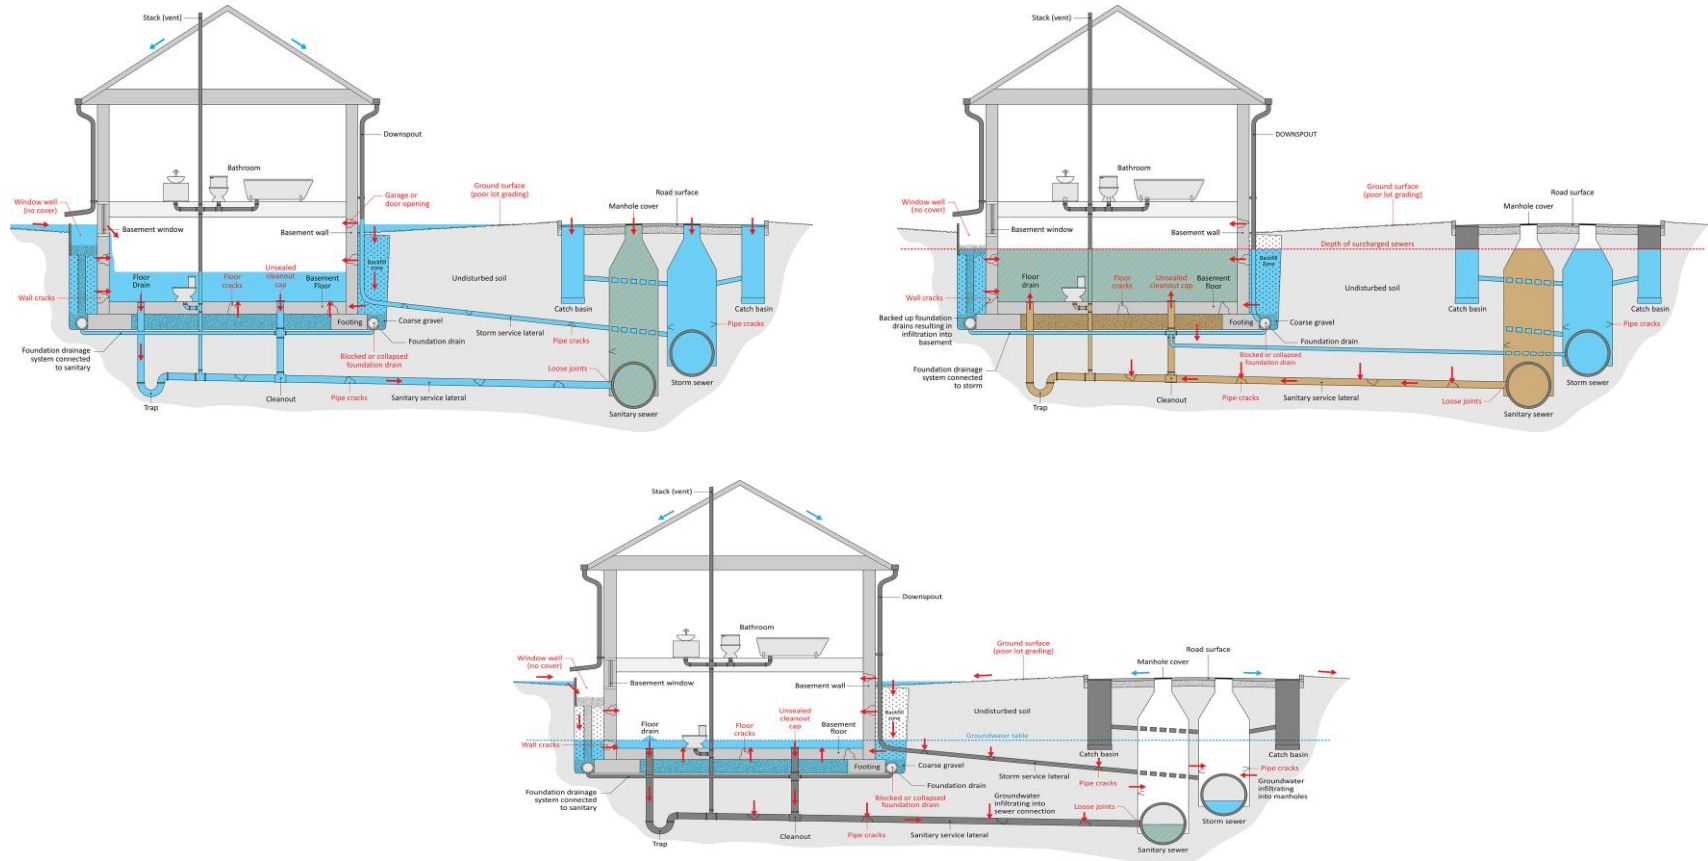 Stack (vent)
Downspout
Bathroom
Window well
(no cover)
Basement window
Garage or
door opening
Basement wall
Ground surface
(poor lot grading)
Road surface
Manhole cover
Floor
Drain
Floor
cracks
Unsealed
cleanout
cap
Basement
Floor
Backfill
zone
Undisturbed soil
Catch basin
Catch basin
Wall cracks
Footing
Coarse gravel
Storm service lateral
Pipe cracks
Pipe cracks
Foundation drain
Foundation drainage
system connected
to sanitary
Blocked or collapsed
foundation drain
Loose joints
Storm sewer
Trap
Cleanout
Pipe cracks
Sanitary service lateral
Sanitary sewer
Stack (vent)
DOWNSPOUT
Bathroom
Window well
(no cover)
Basement window
Basement wall
Ground surface
(poor lot grading)
Road surface
Manhole cover
Depth of surcharged sewers
Floor
drain
Floor
cracks
Unsealed
cleanout cap
Basement
floor
Backfill
Zone
Undisturbed soil
Catch basin
Catch basin
Wall cracks
Backed up foundation
drains resulting in
infiltration into
basement
Footing
Coarse gravel
Pipe cracks
Foundation drain
Blocked or collapsed
foundation drain
Foundation drainage
system connected
to storm
Storm sewer
Trap
Cleanout
Pipe cracks
Sanitary service lateral
Loose joints
Sanitary sewer
Stack (vent)
Downspout
Bathroom
Window well
(no cover)
Basement window
Basement wall
Ground surface
(poor lot grading)
Road surface
Manhole cover
Floor
drain
Floor
cracks
Unsealed
cleanout
cap
Basement
floor
Backfill
zone
Undisturbed soil
Groundwater table
Wall cracks
Catch basin
Catch basin
Footing
Coarse gravel
Storm service lateral
Pipe cracks
Pipe cracks
Foundation drain
Foundation drainage
system connected
to sanitary
Blocked or collapsed
foundation drain
Groundwater
infiltrating into
sewer connection
Groundwater
infiltrating
into manholes
Loose joints
Storm sewer
Trap
Cleanout
Pipe cracks
Sanitary service lateral
Sanitary sewer